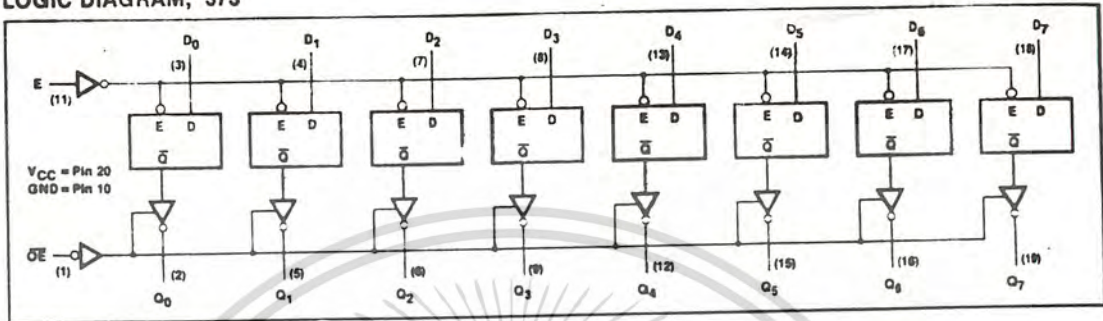 LOGIC DIAGRAM, '373
D0 D1 D2 D3 D4 D5 D6 D7
(3) (4) (7) (8) (13) (14) (17) (18)
E
(11)
E D E D E D E D E D E D E D E D
Q̅ Q̅ Q̅ Q̅ Q̅ Q̅ Q̅ Q̅
VCC = Pin 20
GND = Pin 10
O̅E̅
(1)
(2) (5) (6) (9) (12) (15) (16) (19)
Q0 Q1 Q2 Q3 Q4 Q5 Q6 Q7